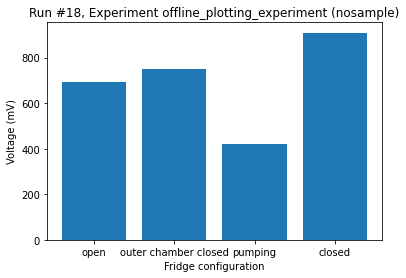 Run #18, Experiment offline_plotting_experiment (nosample)
800
600
400
200
0
Voltage (mV)
open outer chamber closed pumping closed
Fridge configuration